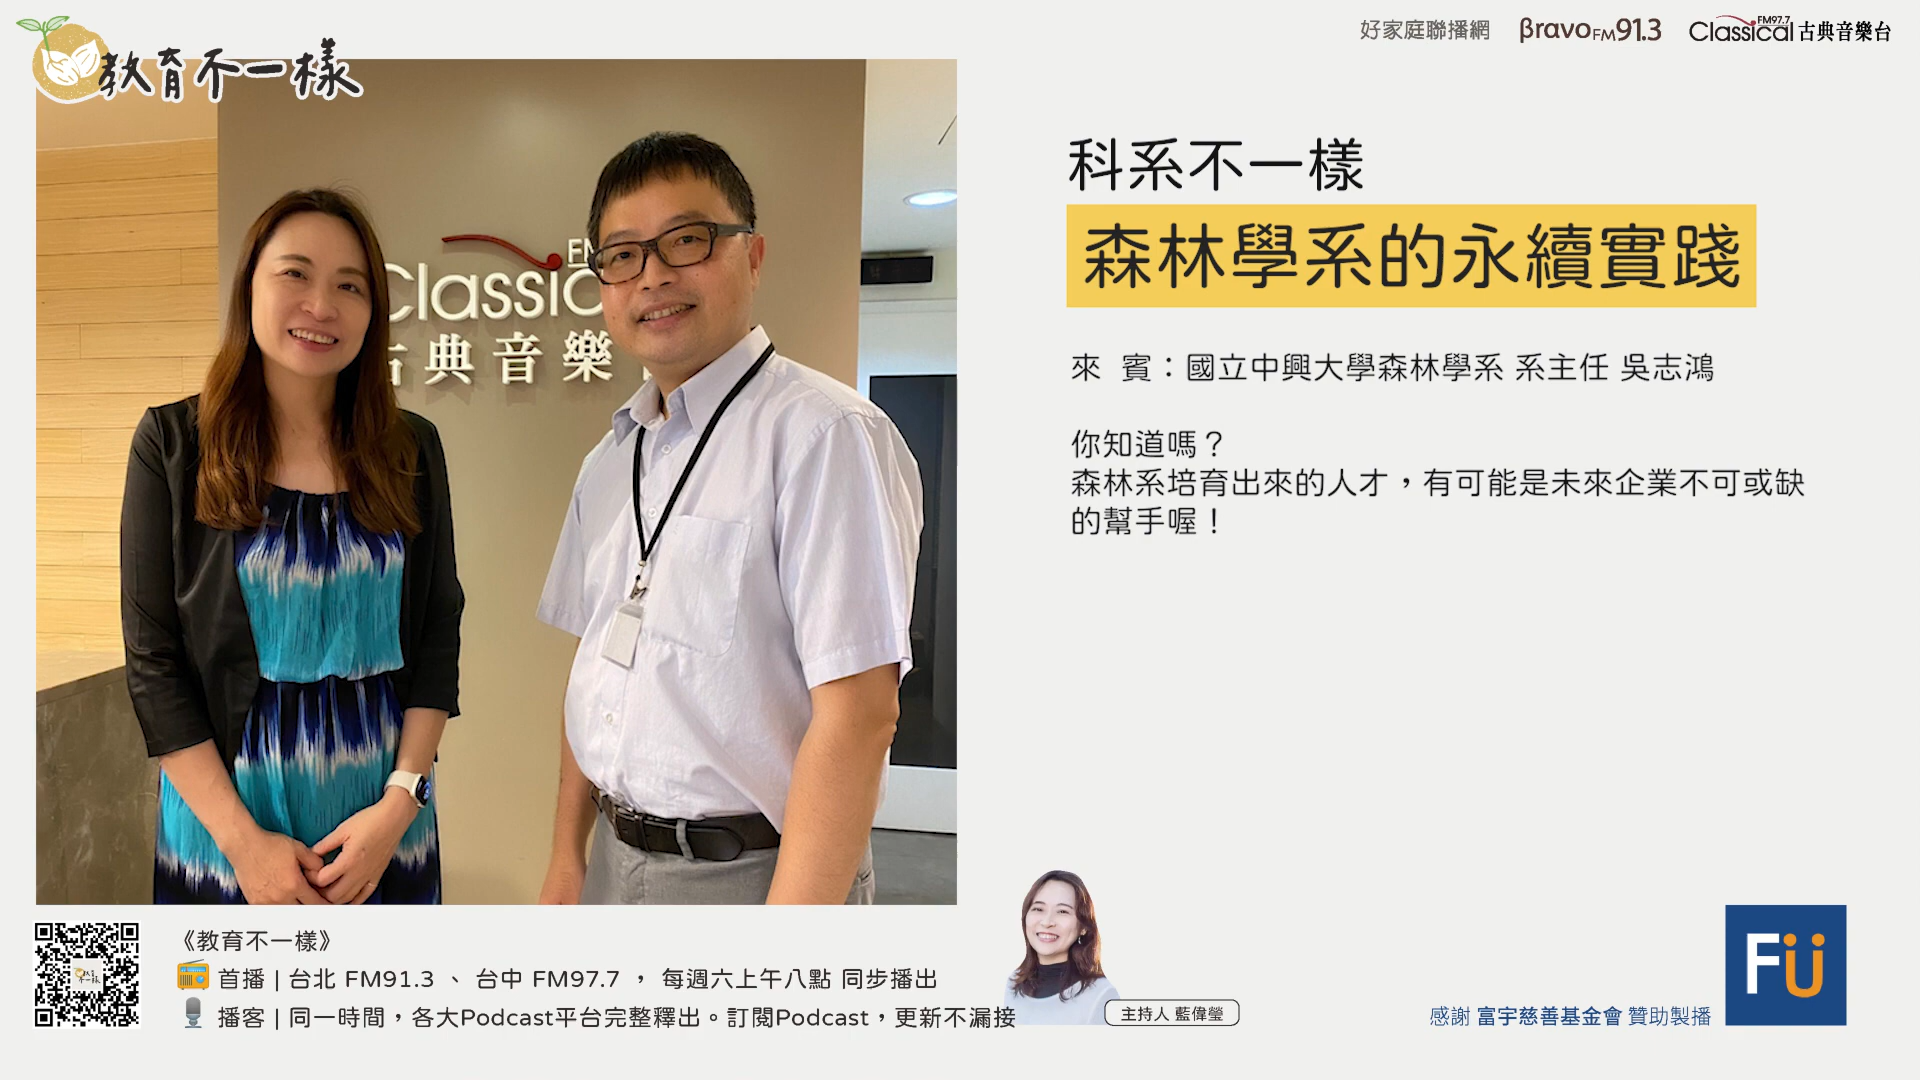 教育不一樣
好家庭聯播網 BravoFM91.3 Classical FM97.7 古典音樂台
Classic FM
古典音樂
科系不一樣
森林學系的永續實踐
來 賓：國立中興大學森林學系 系主任 吳志鴻
你知道嗎？
森林系培育出來的人才，有可能是未來企業不可或缺
的幫手喔！
《教育不一樣》
首播 | 台北 FM91.3 、 台中 FM97.7 ， 每週六上午八點 同步播出
播客 | 同一時間，各大Podcast平台完整釋出。訂閱Podcast，更新不漏接
主持人 藍偉瑩
感謝 富宇慈善基金會 贊助製播
FÜ